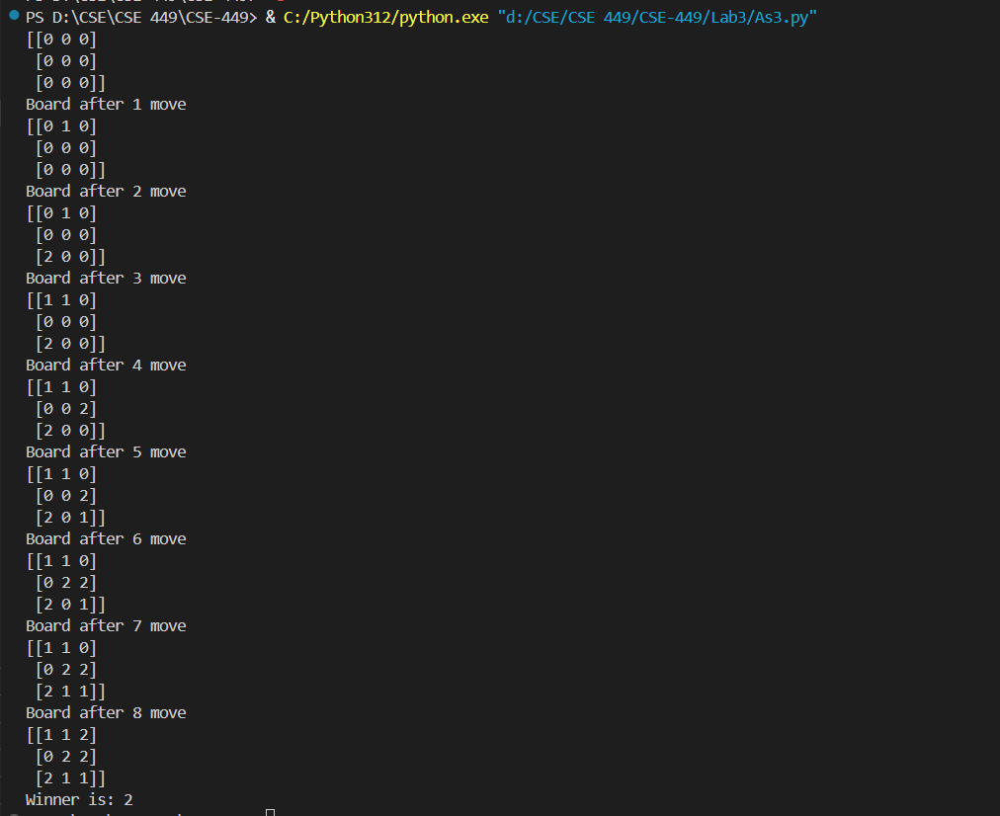 PS D:\CSE\CSE 449\CSE-449> & C:/Python312/python.exe "d:/CSE/CSE 449/CSE-449/Lab3/As3.py"
[[0 0 0]
 [0 0 0]
 [0 0 0]]
Board after 1 move
[[0 1 0]
 [0 0 0]
 [0 0 0]]
Board after 2 move
[[0 1 0]
 [0 0 0]
 [2 0 0]]
Board after 3 move
[[1 1 0]
 [0 0 0]
 [2 0 0]]
Board after 4 move
[[1 1 0]
 [0 0 2]
 [2 0 0]]
Board after 5 move
[[1 1 0]
 [0 0 2]
 [2 0 1]]
Board after 6 move
[[1 1 0]
 [0 2 2]
 [2 0 1]]
Board after 7 move
[[1 1 0]
 [0 2 2]
 [2 1 1]]
Board after 8 move
[[1 1 2]
 [0 2 2]
 [2 1 1]]
Winner is: 2